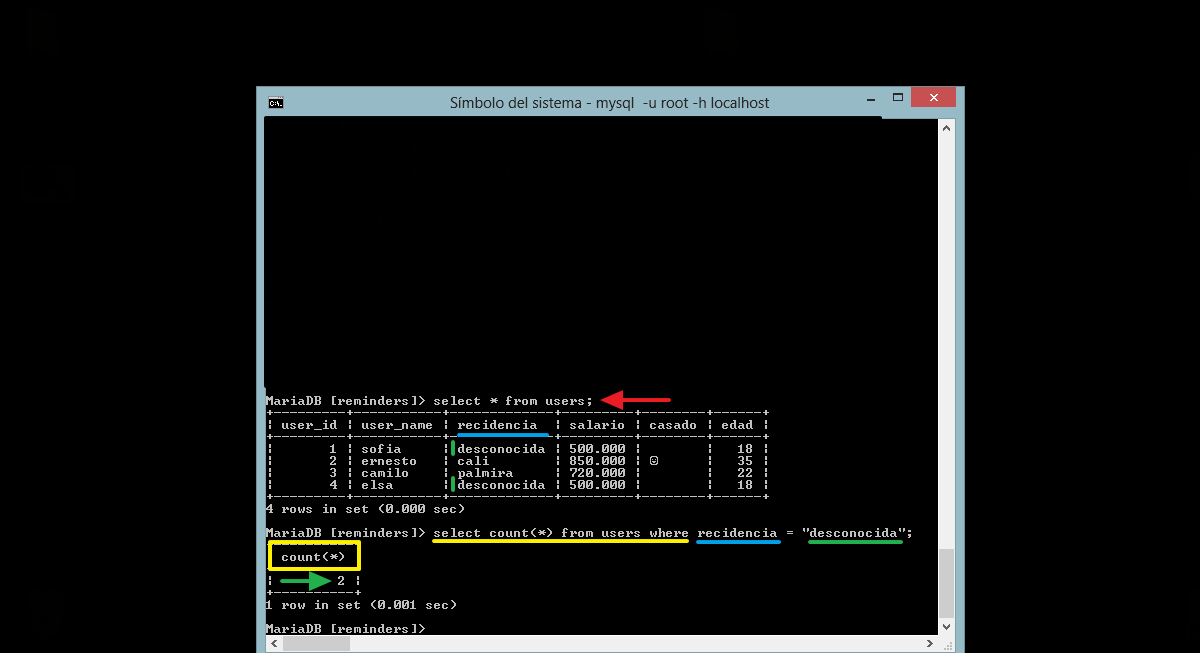 C:\.
Símbolo del sistema - mysql -u root -h localhost
MariaDB [reminders]> select * from users;
+---------+-----------+-------------+---------+--------+------+
| user_id | user_name | recidencia | salario | casado | edad |
+---------+-----------+-------------+---------+--------+------+
| 1 | sofia | desconocida | 500.000 | | 18 |
| 2 | ernesto | cali | 850.000 | ☺ | 35 |
| 3 | camilo | palmira | 720.000 | | 22 |
| 4 | elsa | desconocida | 500.000 | | 18 |
+---------+-----------+-------------+---------+--------+------+
4 rows in set (0.000 sec)
MariaDB [reminders]> select count(*) from users where recidencia = "desconocida";
count(*)
| 2 |
+----------+
1 row in set (0.001 sec)
MariaDB [reminders]>